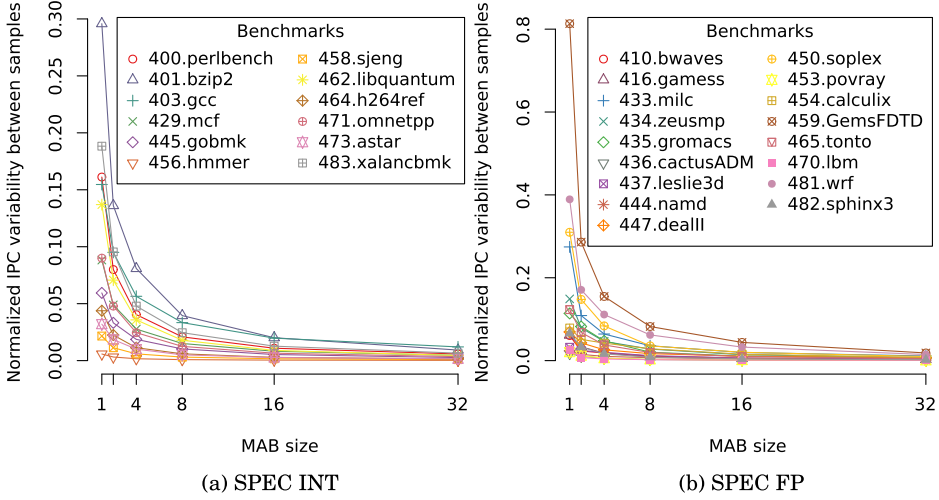 Normalized IPC variability between samples
0.00 0.05 0.10 0.15 0.20 0.25 0.30
Benchmarks
400.perlbench
401.bzip2
403.gcc
429.mcf
445.gobmk
456.hmmer
458.sjeng
462.libquantum
464.h264ref
471.omnetpp
473.astar
483.xalancbmk
1 4 8 16 32
MAB size
(a) SPEC INT
Normalized IPC variability between samples
0.0 0.2 0.4 0.6 0.8
Benchmarks
410.bwaves
416.gamess
433.milc
434.zeusmp
435.gromacs
436.cactusADM
437.leslie3d
444.namd
447.dealII
450.soplex
453.povray
454.calculix
459.GemsFDTD
465.tonto
470.lbm
481.wrf
482.sphinx3
1 4 8 16 32
MAB size
(b) SPEC FP